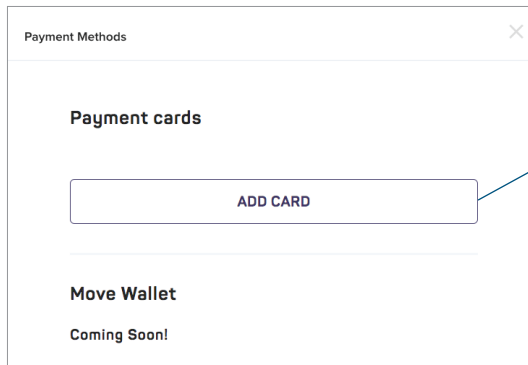 Payment Methods
Payment cards
ADD CARD
Move Wallet
Coming Soon!